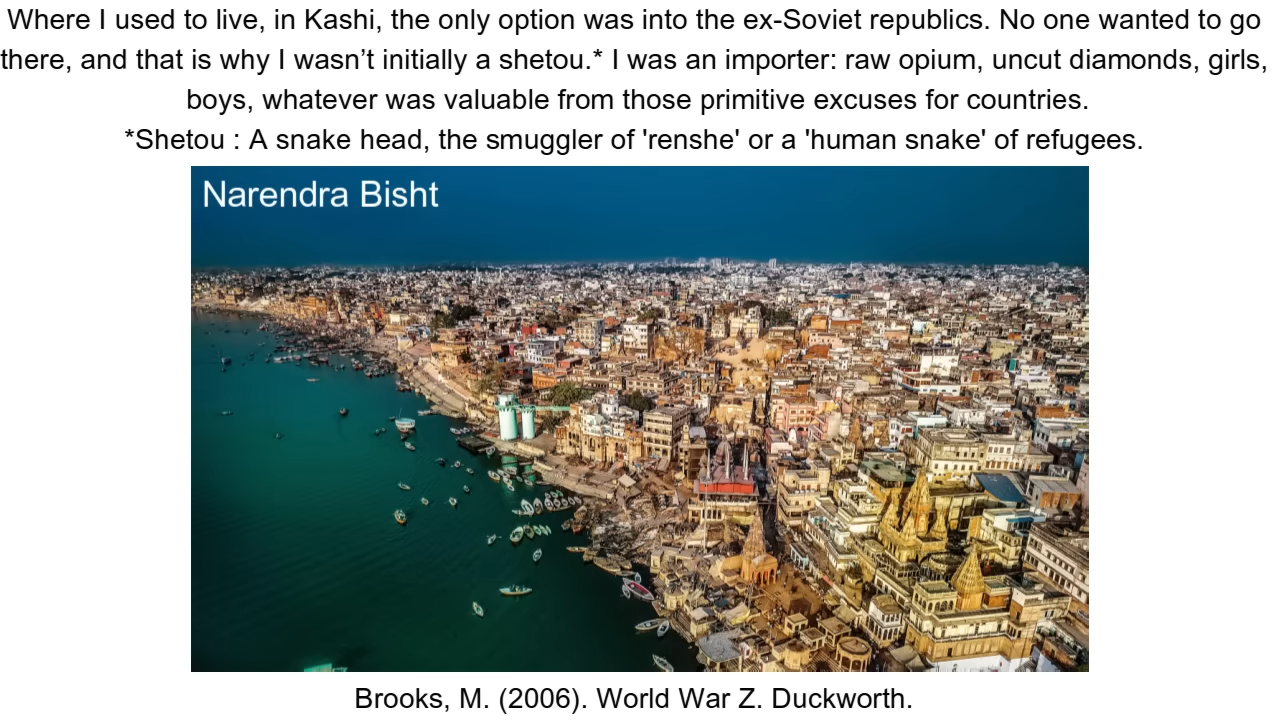 Where I used to live, in Kashi, the only option was into the ex-Soviet republics. No one wanted to go
there, and that is why I wasn’t initially a shetou.* I was an importer: raw opium, uncut diamonds, girls,
boys, whatever was valuable from those primitive excuses for countries.
*Shetou : A snake head, the smuggler of 'renshe' or a 'human snake' of refugees.
Narendra Bisht
Brooks, M. (2006). World War Z. Duckworth.